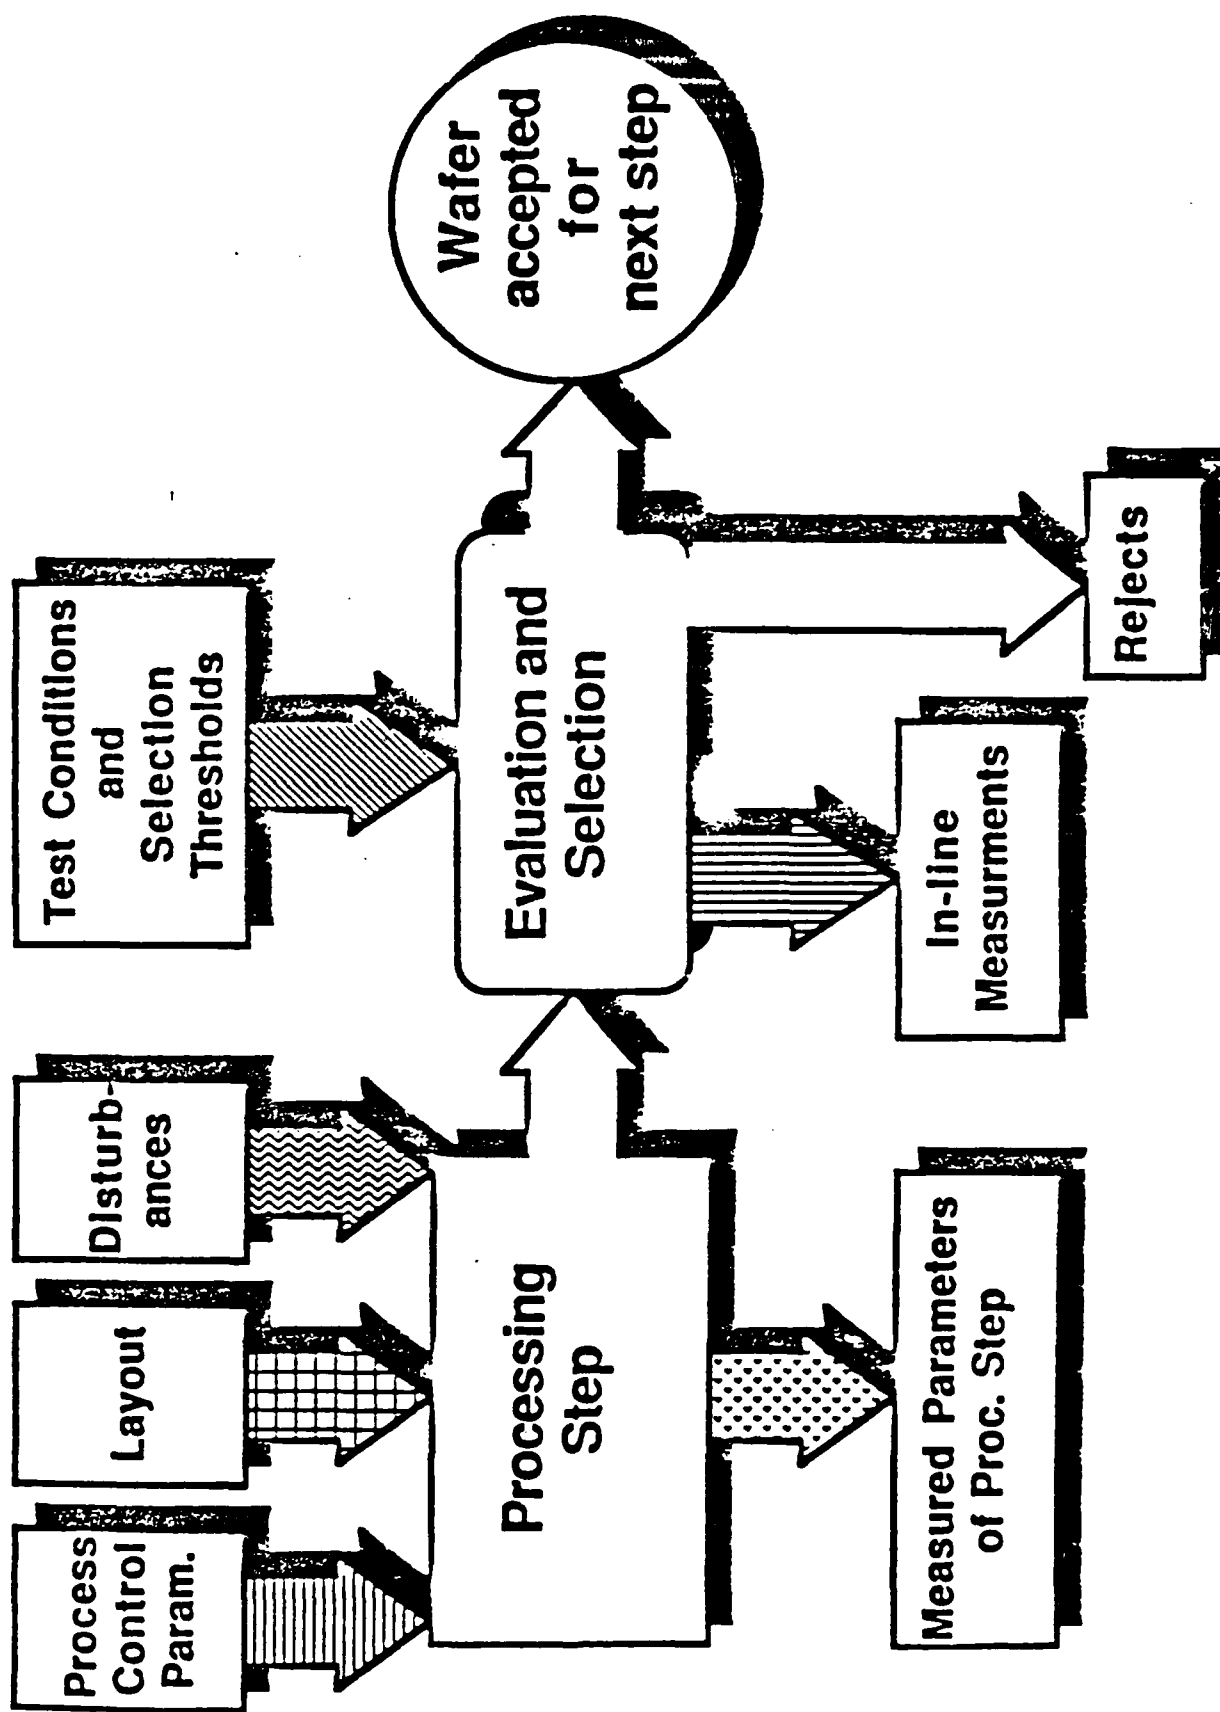 Process
Control
Param.
Layout
Disturb-
ances
Test Conditions
and
Selection
Thresholds
Processing
Step
Evaluation and
Selection
Wafer
accepted
for
next step
Measured Parameters
of Proc. Step
In-line
Measurments
Rejects